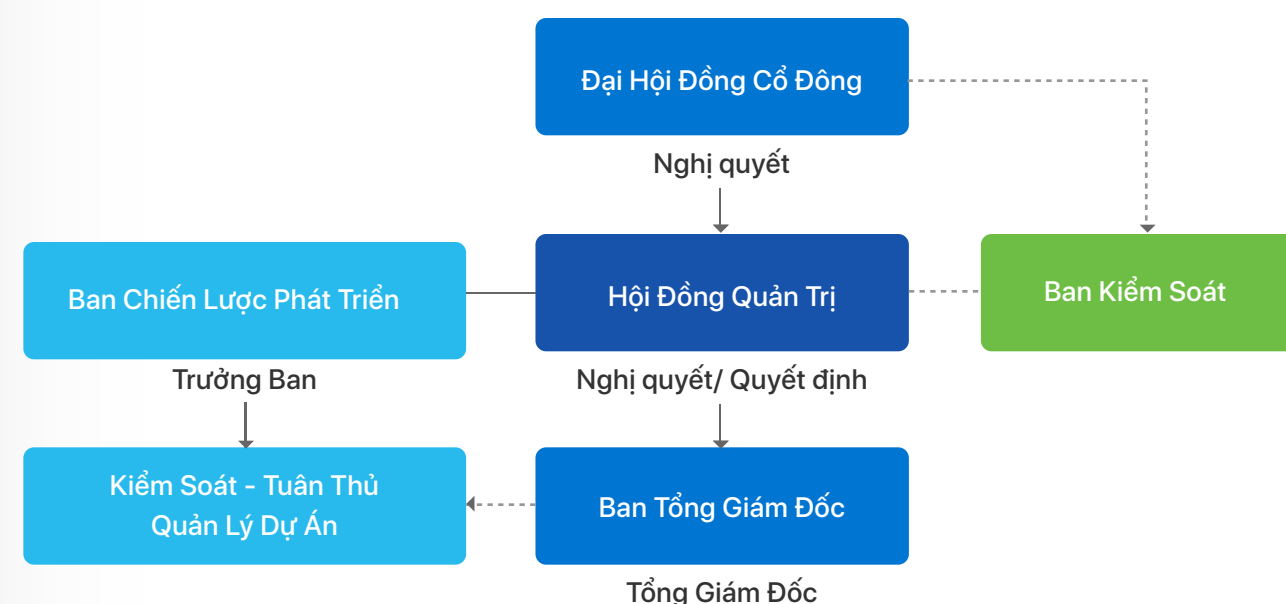 Đại Hội Đồng Cổ Đông
Nghị quyết
Ban Chiến Lược Phát Triển
Hội Đồng Quản Trị
Ban Kiểm Soát
Trưởng Ban
Nghị quyết/ Quyết định
Kiểm Soát - Tuân Thủ
Quản Lý Dự Án
Ban Tổng Giám Đốc
Tổng Giám Đốc